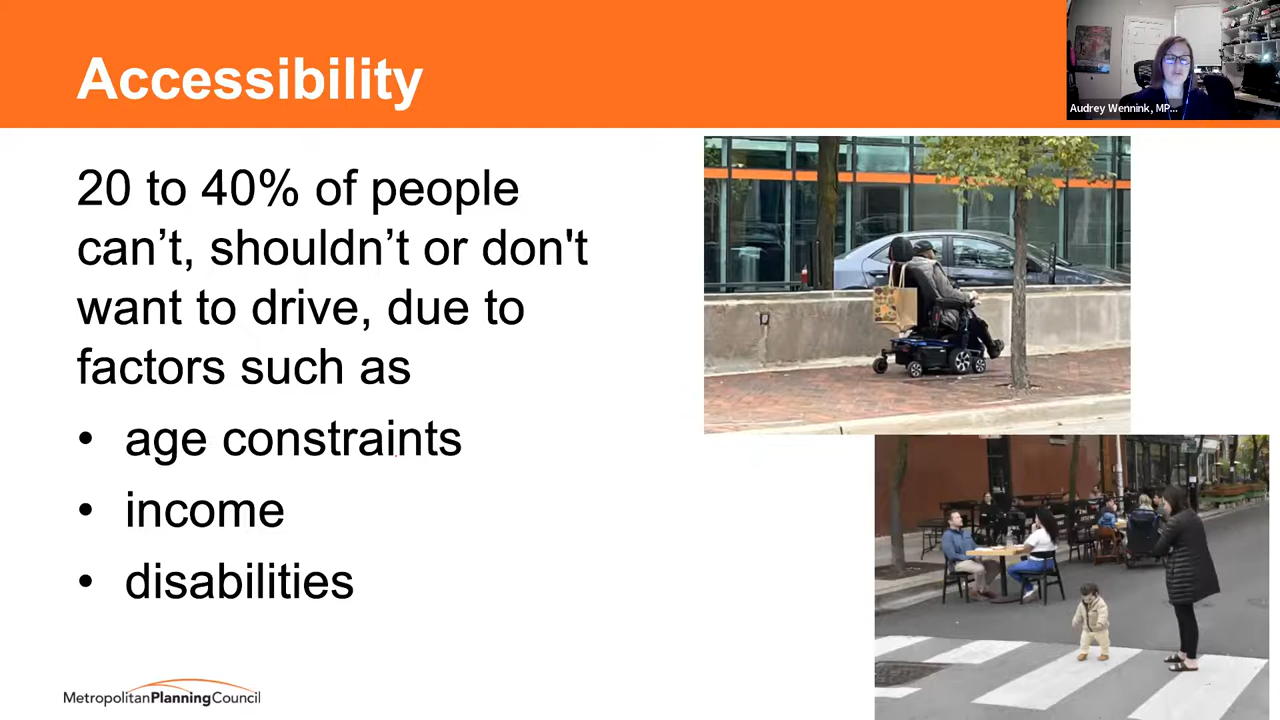 Accessibility
Audrey Wennink, MP...
20 to 40% of people
can’t, shouldn’t or don't
want to drive, due to
factors such as
• age constraints
• income
• disabilities
MetropolitanPlanningCouncil